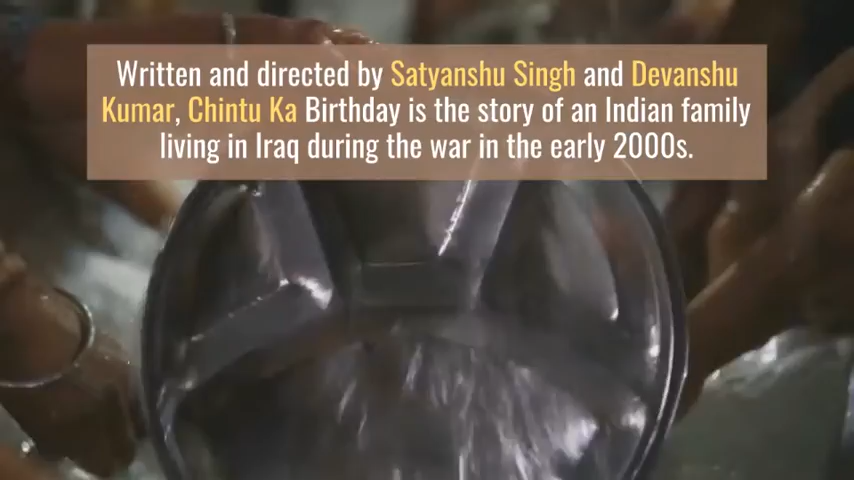 Written and directed by Satyanshu Singh and Devanshu
Kumar, Chintu Ka Birthday is the story of an Indian family
living in Iraq during the war in the early 2000s.